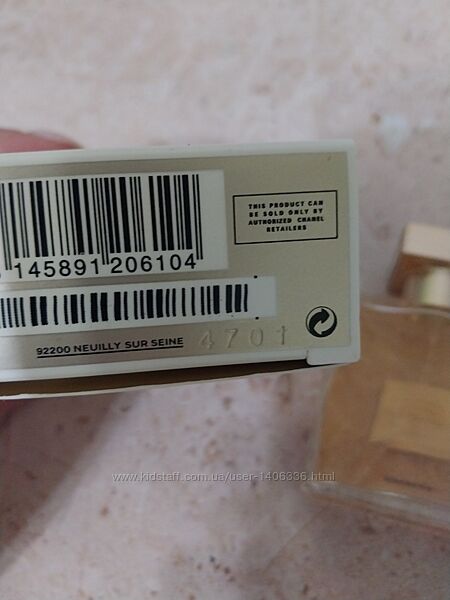 THIS PRODUCT CAN
BE SOLD ONLY BY
AUTHORIZED CHANEL
RETAILERS
145891 206104
92200 NEUILLY SUR SEINE
4701
www.kidstaff.com.ua/user-1406336.html